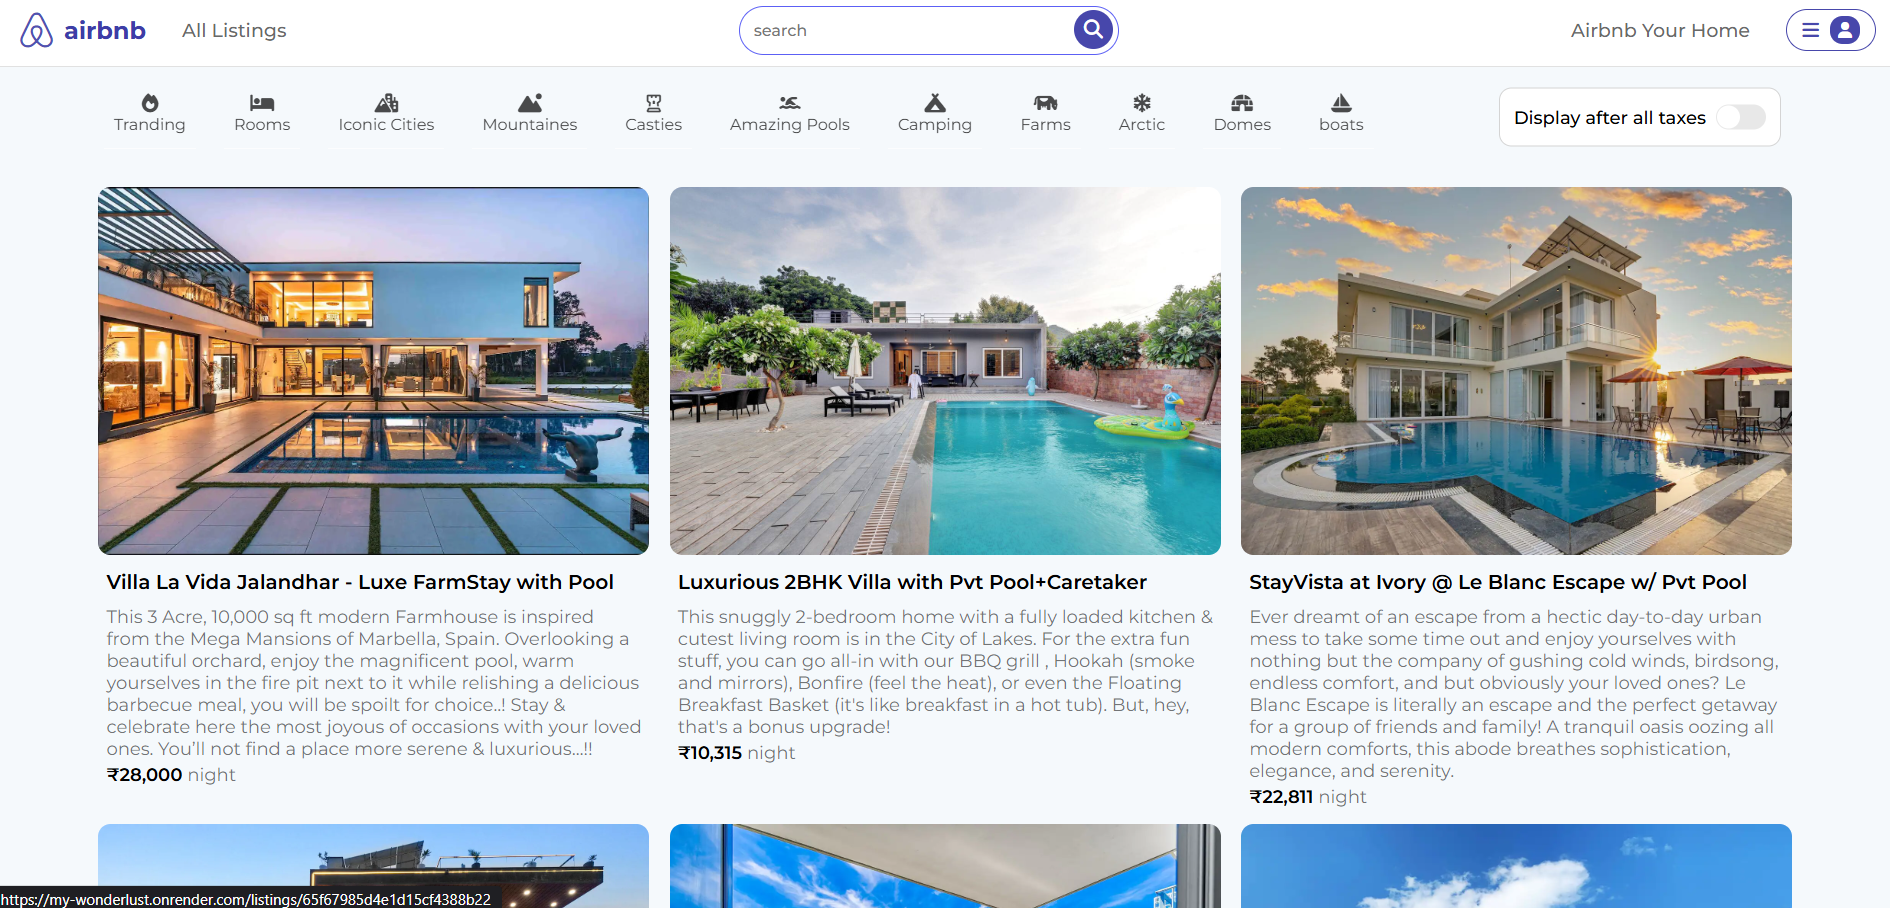 airbnb
All Listings
search
Airbnb Your Home
Tranding
Rooms
Iconic Cities
Mountaines
Casties
Amazing Pools
Camping
Farms
Arctic
Domes
boats
Display after all taxes
Villa La Vida Jalandhar - Luxe FarmStay with Pool
This 3 Acre, 10,000 sq ft modern Farmhouse is inspired
from the Mega Mansions of Marbella, Spain. Overlooking a
beautiful orchard, enjoy the magnificent pool, warm
yourselves in the fire pit next to it while relishing a delicious
barbecue meal, you will be spoilt for choice..! Stay &
celebrate here the most joyous of occasions with your loved
ones. You’ll not find a place more serene & luxurious...!!
₹28,000 night
Luxurious 2BHK Villa with Pvt Pool+Caretaker
This snuggly 2-bedroom home with a fully loaded kitchen &
cutest living room is in the City of Lakes. For the extra fun
stuff, you can go all-in with our BBQ grill , Hookah (smoke
and mirrors), Bonfire (feel the heat), or even the Floating
Breakfast Basket (it's like breakfast in a hot tub). But, hey,
that's a bonus upgrade!
₹10,315 night
StayVista at Ivory @ Le Blanc Escape w/ Pvt Pool
Ever dreamt of an escape from a hectic day-to-day urban
mess to take some time out and enjoy yourselves with
nothing but the company of gushing cold winds, birdsong,
endless comfort, and but obviously your loved ones? Le
Blanc Escape is literally an escape and the perfect getaway
for a group of friends and family! A tranquil oasis oozing all
modern comforts, this abode breathes sophistication,
elegance, and serenity.
₹22,811 night
https://my-wonderlust.onrender.com/listings/65f67985d4e1d15cf4388b22